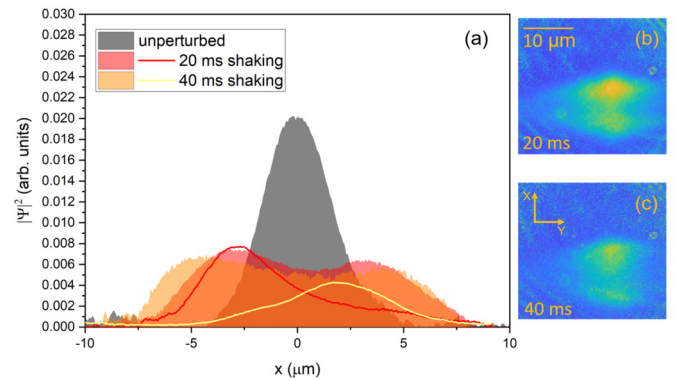 0.030
0.028
0.026
0.024
0.022
0.020
0.018
0.016
0.014
0.012
0.010
0.008
0.006
0.004
0.002
0.000
|Ψ|² (arb. units)
unperturbed
20 ms shaking
40 ms shaking
(a)
-10 -5 0 5 10
x (μm)
10 μm
(b)
20 ms
X
Y
(c)
40 ms